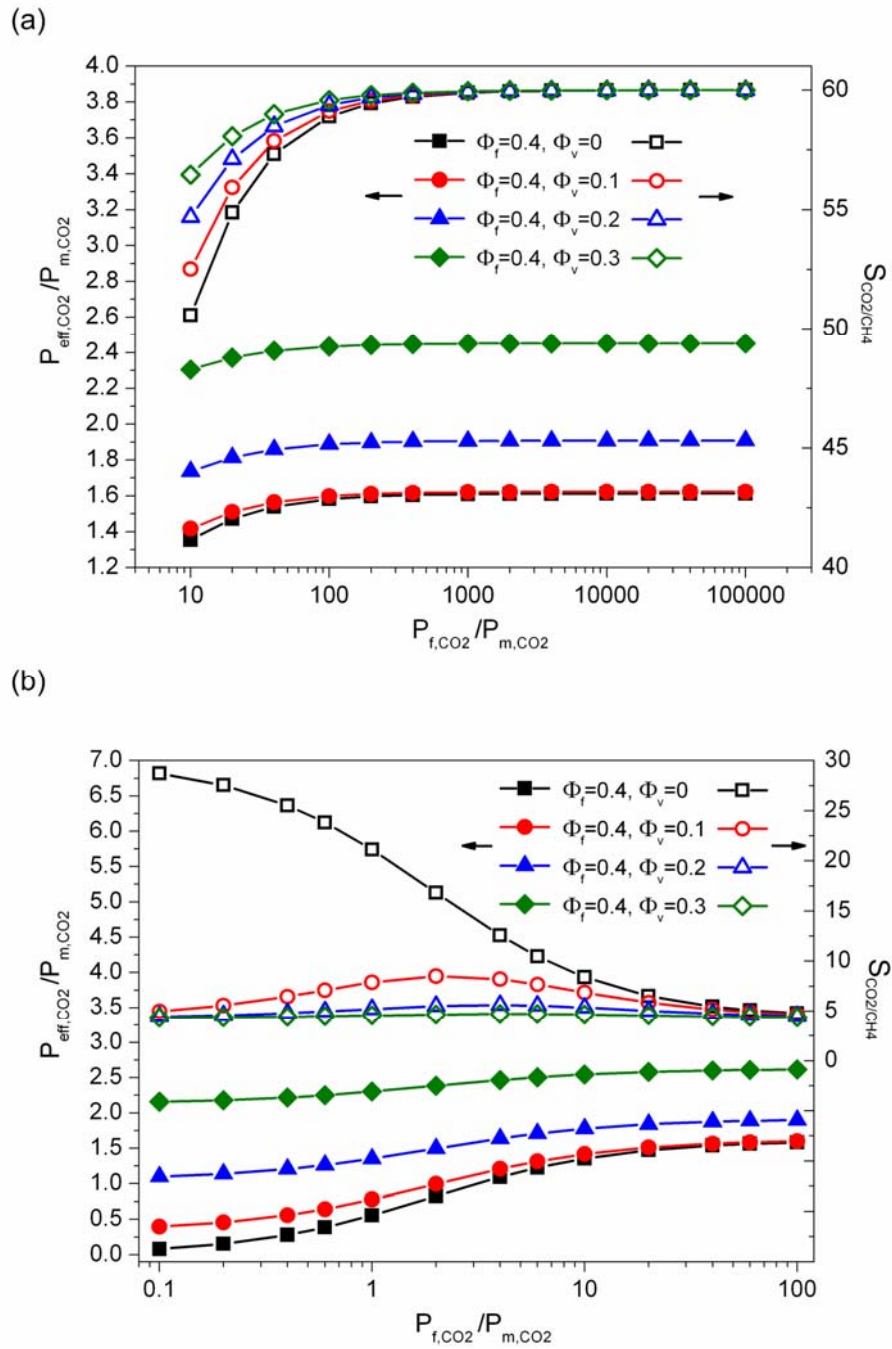 (a)
4.0
3.8
3.6
3.4
3.2
3.0
2.8
2.6
2.4
2.2
2.0
1.8
1.6
1.4
1.2
P_eff,CO2/P_m,CO2
60
55
50
45
40
S_CO2/CH4
Φ_f=0.4, Φ_v=0
Φ_f=0.4, Φ_v=0.1
Φ_f=0.4, Φ_v=0.2
Φ_f=0.4, Φ_v=0.3
10 100 1000 10000 100000
P_f,CO2/P_m,CO2
(b)
7.0
6.5
6.0
5.5
5.0
4.5
4.0
3.5
3.0
2.5
2.0
1.5
1.0
0.5
0.0
P_eff,CO2/P_m,CO2
30
25
20
15
10
5
0
S_CO2/CH4
Φ_f=0.4, Φ_v=0
Φ_f=0.4, Φ_v=0.1
Φ_f=0.4, Φ_v=0.2
Φ_f=0.4, Φ_v=0.3
0.1 1 10 100
P_f,CO2/P_m,CO2